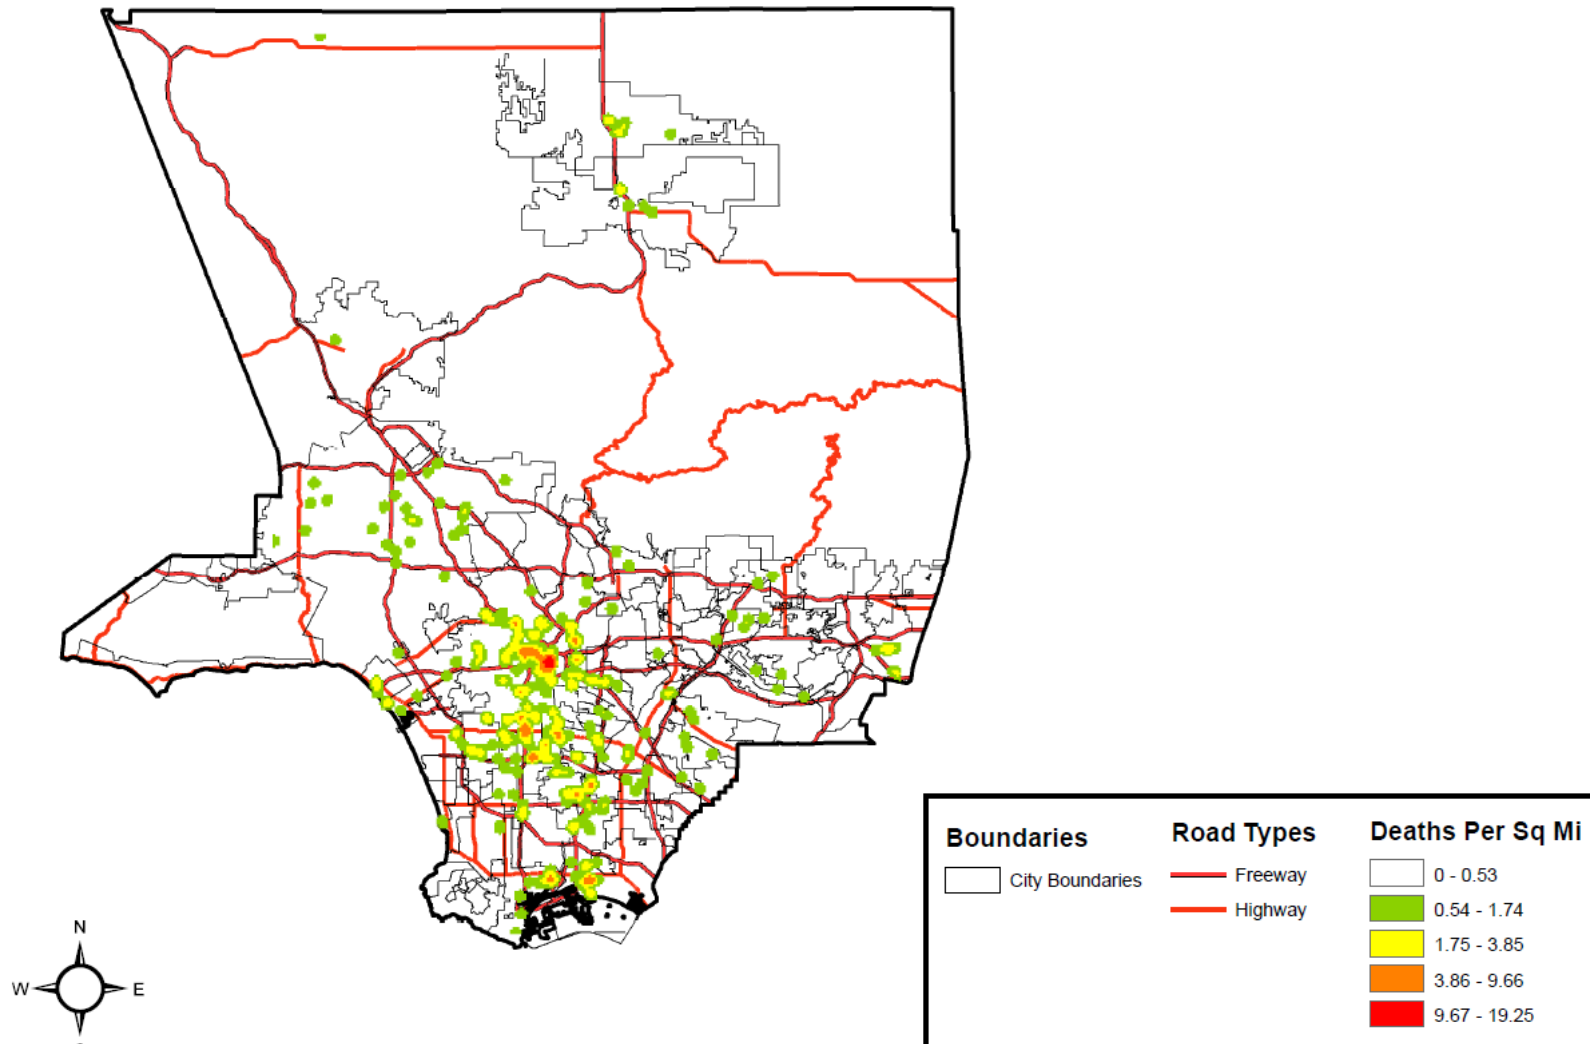 Boundaries
City Boundaries
Road Types
Freeway
Highway
Deaths Per Sq Mi
0 - 0.53
0.54 - 1.74
1.75 - 3.85
3.86 - 9.66
9.67 - 19.25
N
W E